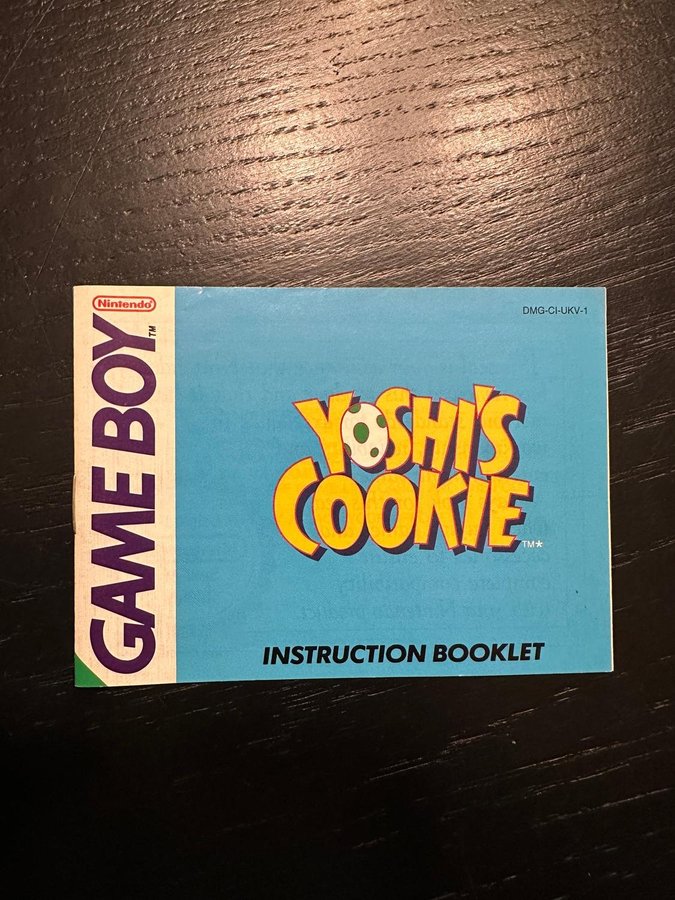 Nintendo
GAME BOY™
DMG-CI-UKV-1
YOSHI'S
COOKIE
TM*
INSTRUCTION BOOKLET